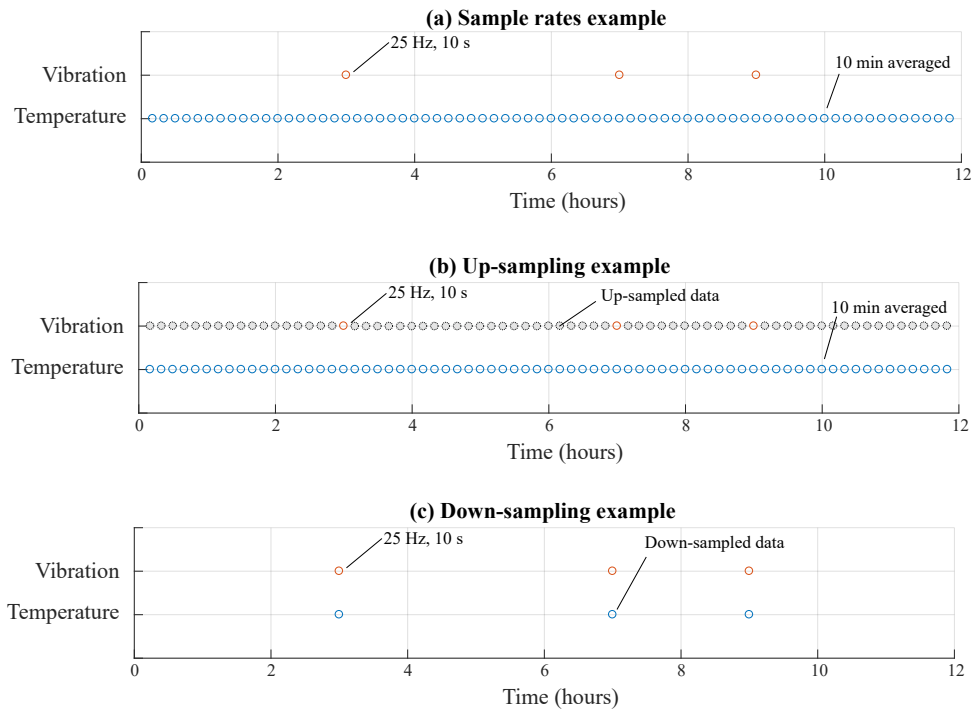 (a) Sample rates example
25 Hz, 10 s
10 min averaged
Vibration
Temperature
0 2 4 6 8 10 12
Time (hours)
(b) Up-sampling example
25 Hz, 10 s
Up-sampled data
10 min averaged
Vibration
Temperature
0 2 4 6 8 10 12
Time (hours)
(c) Down-sampling example
25 Hz, 10 s
Down-sampled data
Vibration
Temperature
0 2 4 6 8 10 12
Time (hours)